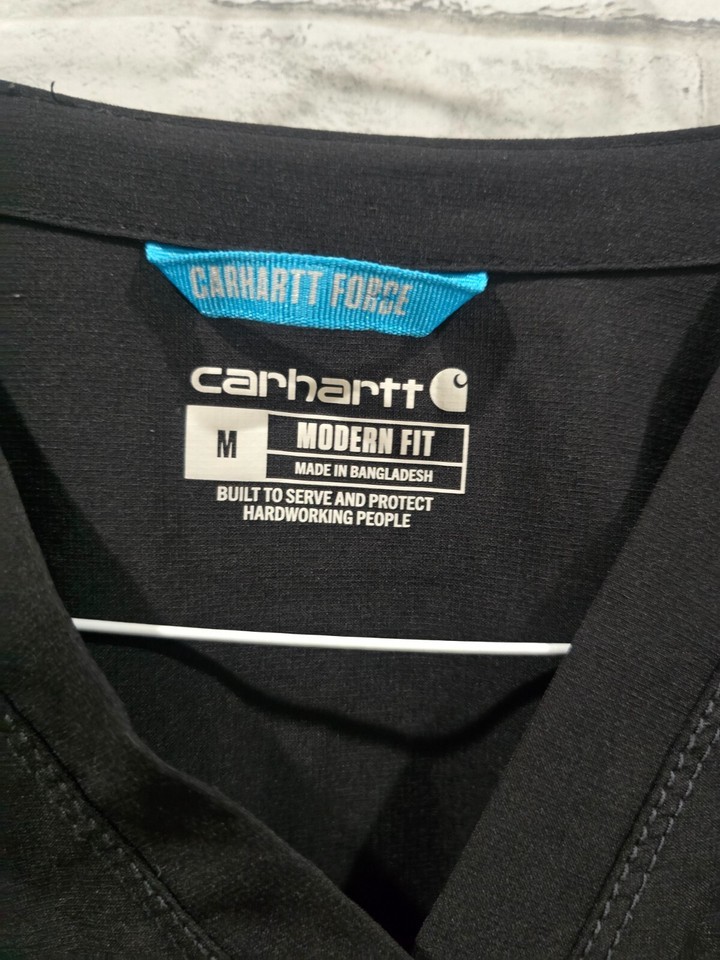 CARHARTT FORCE
carhartt
M
MODERN FIT
MADE IN BANGLADESH
BUILT TO SERVE AND PROTECT
HARDWORKING PEOPLE